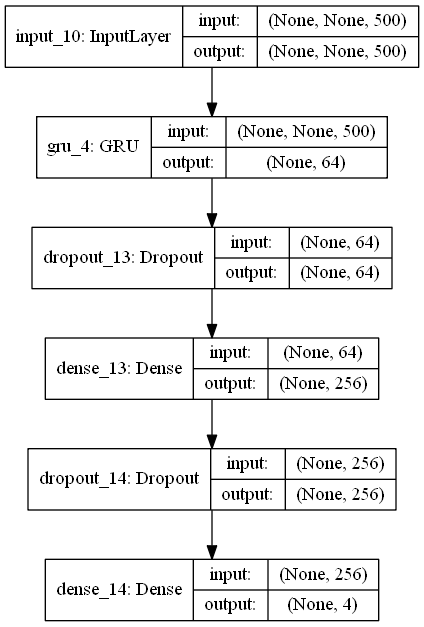 input_10: InputLayer
input: (None, None, 500)
output: (None, None, 500)
gru_4: GRU
input: (None, None, 500)
output: (None, 64)
dropout_13: Dropout
input: (None, 64)
output: (None, 64)
dense_13: Dense
input: (None, 64)
output: (None, 256)
dropout_14: Dropout
input: (None, 256)
output: (None, 256)
dense_14: Dense
input: (None, 256)
output: (None, 4)